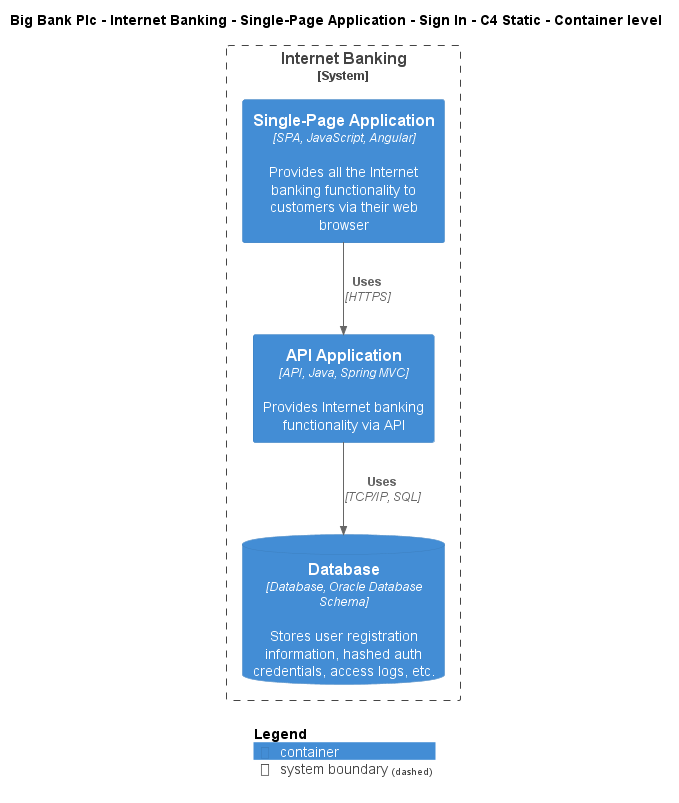 Big Bank Plc - Internet Banking - Single-Page Application - Sign In - C4 Static - Container level
Internet Banking
[System]
Single-Page Application
[SPA, JavaScript, Angular]
Provides all the Internet
banking functionality to
customers via their web
browser
Uses
[HTTPS]
API Application
[API, Java, Spring MVC]
Provides Internet banking
functionality via API
Uses
[TCP/IP, SQL]
Database
[Database, Oracle Database
Schema]
Stores user registration
information, hashed auth
credentials, access logs, etc.
Legend
container
system boundary (dashed)